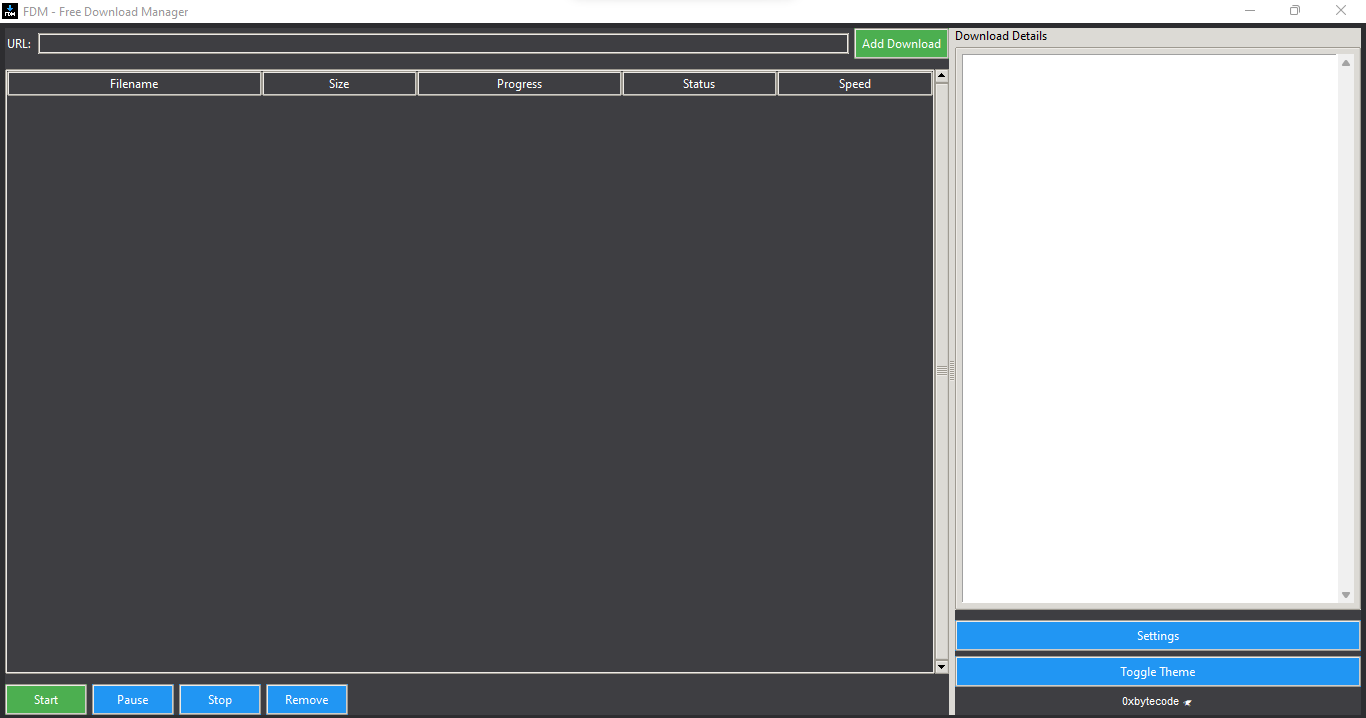 FDM - Free Download Manager
URL:
Add Download
Download Details
Filename Size Progress Status Speed
Settings
Toggle Theme
Start Pause Stop Remove
0xbytecode